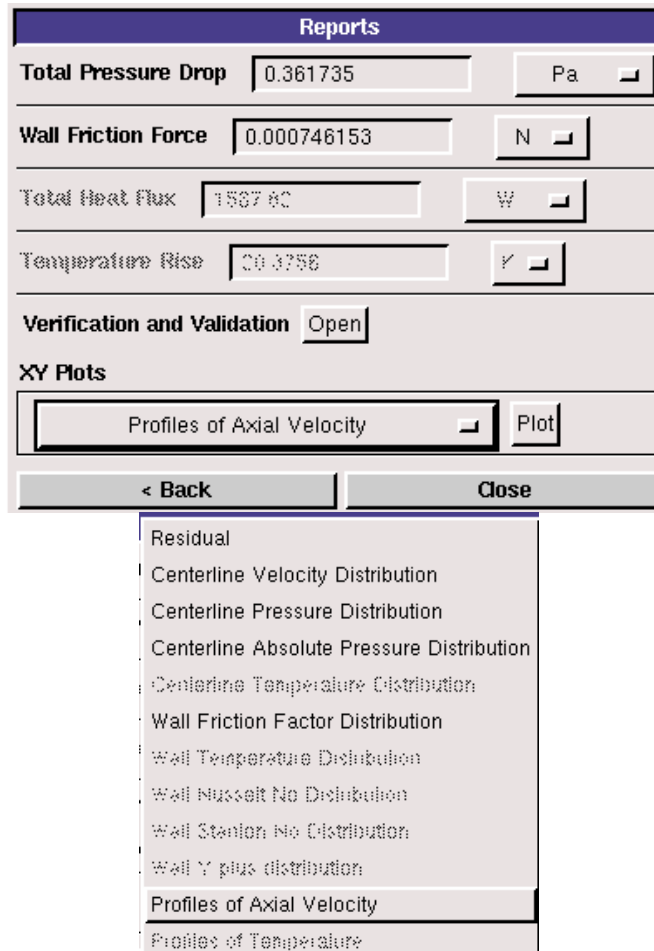 Reports
Total Pressure Drop 0.361735 Pa
Wall Friction Force 0.000746153 N
Total Heat Flux W
Temperature Rise K
Verification and Validation Open
XY Plots
Profiles of Axial Velocity Plot
< Back Close
Residual
Centerline Velocity Distribution
Centerline Pressure Distribution
Centerline Absolute Pressure Distribution
Centerline Temperature Distribution
Wall Friction Factor Distribution
Wall Temperature Distribution
Wall Nusselt No Distribution
Wall Stanton No Distribution
Wall Y plus distribution
Profiles of Axial Velocity
Profiles of Temperature